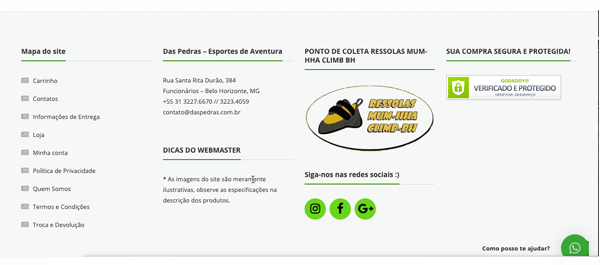 Mapa do site
Carrinho
Contatos
Informações de Entrega
Loja
Minha conta
Política de Privacidade
Quem Somos
Termos e Condições
Troca e Devolução
Das Pedras – Esportes de Aventura
Rua Santa Rita Durão, 384
Funcionários – Belo Horizonte, MG
+55 31 3227.6670 // 3223.4059
contato@daspedras.com.br
DICAS DO WEBMASTER
* As imagens do site são meramente
ilustrativas, observe as especificações na
descrição dos produtos.
PONTO DE COLETA RESSOLAS MUM-
HHA CLIMB BH
RESSOLAS
MUM-HHA
CLIMB-BH
Siga-nos nas redes sociais :)
SUA COMPRA SEGURA E PROTEGIDA!
GODADDY®
VERIFICADO E PROTEGIDO
VERIFICAR SEGURANÇA
Como posso te ajudar?